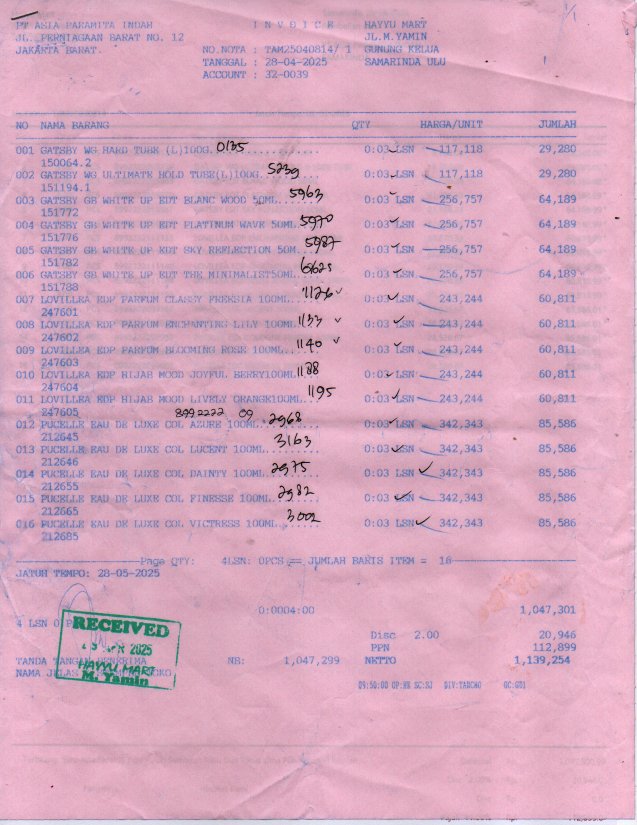 PT ASIA PARAMITA INDAH I N V O I C E HAYYU MART
JL. PERNIAGAAN BARAT NO. 12 JL.M.YAMIN
JAKARTA BARAT. NO.NOTA : TAM25040814/ 1 GUNUNG KELUA
TANGGAL : 28-04-2025 SAMARINDA ULU
ACCOUNT : 32-0039
NO NAMA BARANG QTY HARGA/UNIT JUMLAH
001 GATSBY WG HARD TUBE (L)100G. 0135 0:03 LSN 117,118 29,280
150064.2
002 GATSBY WG ULTIMATE HOLD TUBE(L)100G 5239 0:03 LSN 117,118 29,280
151194.1
003 GATSBY GB WHITE UP EDT BLANC WOOD 50ML 5963 0:03 LSN 256,757 64,189
151772
004 GATSBY GB WHITE UP EDT PLATINUM WAVE 50ML 5970 0:03 LSN 256,757 64,189
151776
005 GATSBY GB WHITE UP EDT SKY REFLECTION 50M 5987 0:03 LSN 256,757 64,189
151782
006 GATSBY GB WHITE UP EDT THE MINIMALIST50ML 0:03 LSN 256,757 64,189
151788
007 LOVILLEA EDP PARFUM CLASSY FREESIA 100ML 1126 0:03 LSN 243,244 60,811
247601
008 LOVILLEA EDP PARFUM ENCHANTING LILY 100ML 1133 0:03 LSN 243,244 60,811
247602
009 LOVILLEA EDP PARFUM BLOOMING ROSE 100ML 1140 0:03 LSN 243,244 60,811
247603
010 LOVILLEA EDP HIJAB MOOD JOYFUL BERRY100ML 1188 0:03 LSN 243,244 60,811
247604
011 LOVILLEA EDP HIJAB MOOD LIVELY ORANGE100ML 1195 0:03 LSN 243,244 60,811
247605 8992222 09
012 PUCELLE EAU DE LUXE COL AZURE 100ML 2968 0:03 LSN 342,343 85,586
212645
013 PUCELLE EAU DE LUXE COL LUCENT 100ML 3163 0:03 LSN 342,343 85,586
212646
014 PUCELLE EAU DE LUXE COL DAINTY 100ML 2975 0:03 LSN 342,343 85,586
212655
015 PUCELLE EAU DE LUXE COL FINESSE 100ML 2982 0:03 LSN 342,343 85,586
212665
016 PUCELLE EAU DE LUXE COL VICTRESS 100ML 3002 0:03 LSN 342,343 85,586
212685
Page QTY: 4LSN: 0PCS == JUMLAH BARIS ITEM = 16
JATUH TEMPO: 28-05-2025
0:0004:00 1,047,301
4 LSN 0
RECEIVED
Disc 2.00 20,946
APR 2025
PPN 112,899
TANDA TANGAN PENERIMA NB: 1,047,299 NETTO 1,139,254
HAYYU MART
NAMA JELAS TOKO
M. Yamin
09:50:00